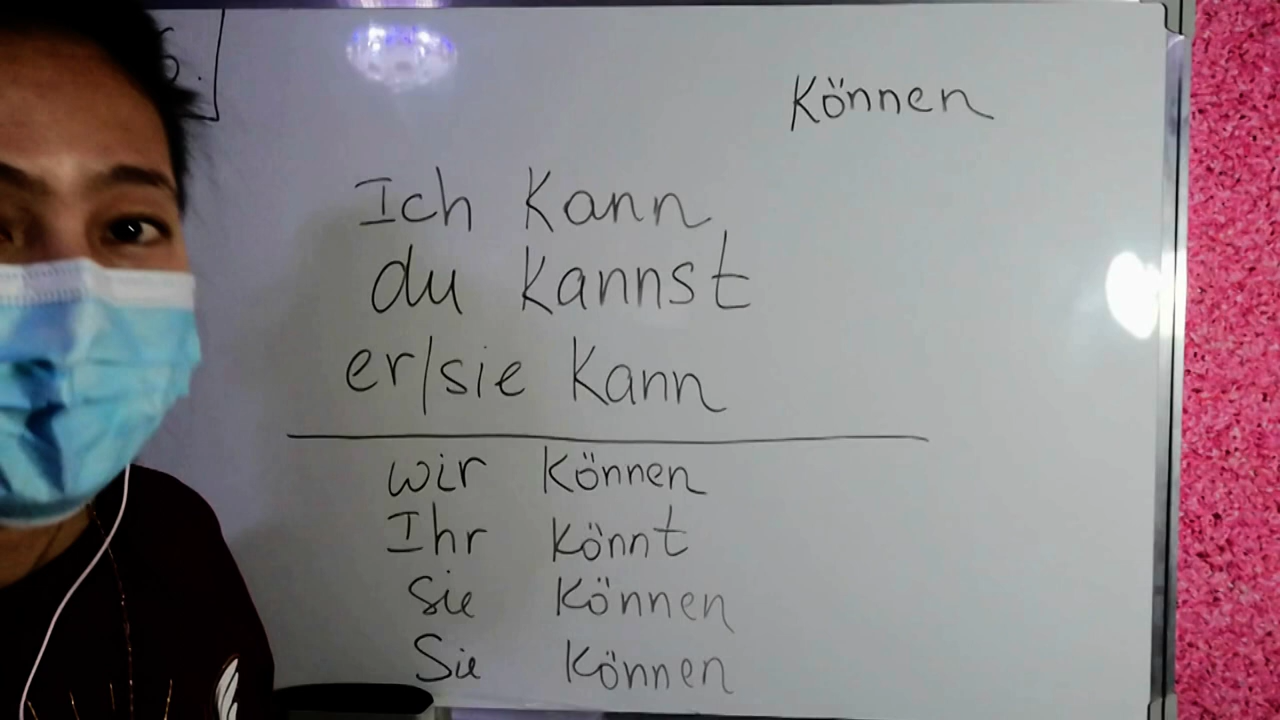 Können
Ich Kann
du Kannst
er/sie Kann
wir Können
Ihr Könnt
Sie Können
Sie Können